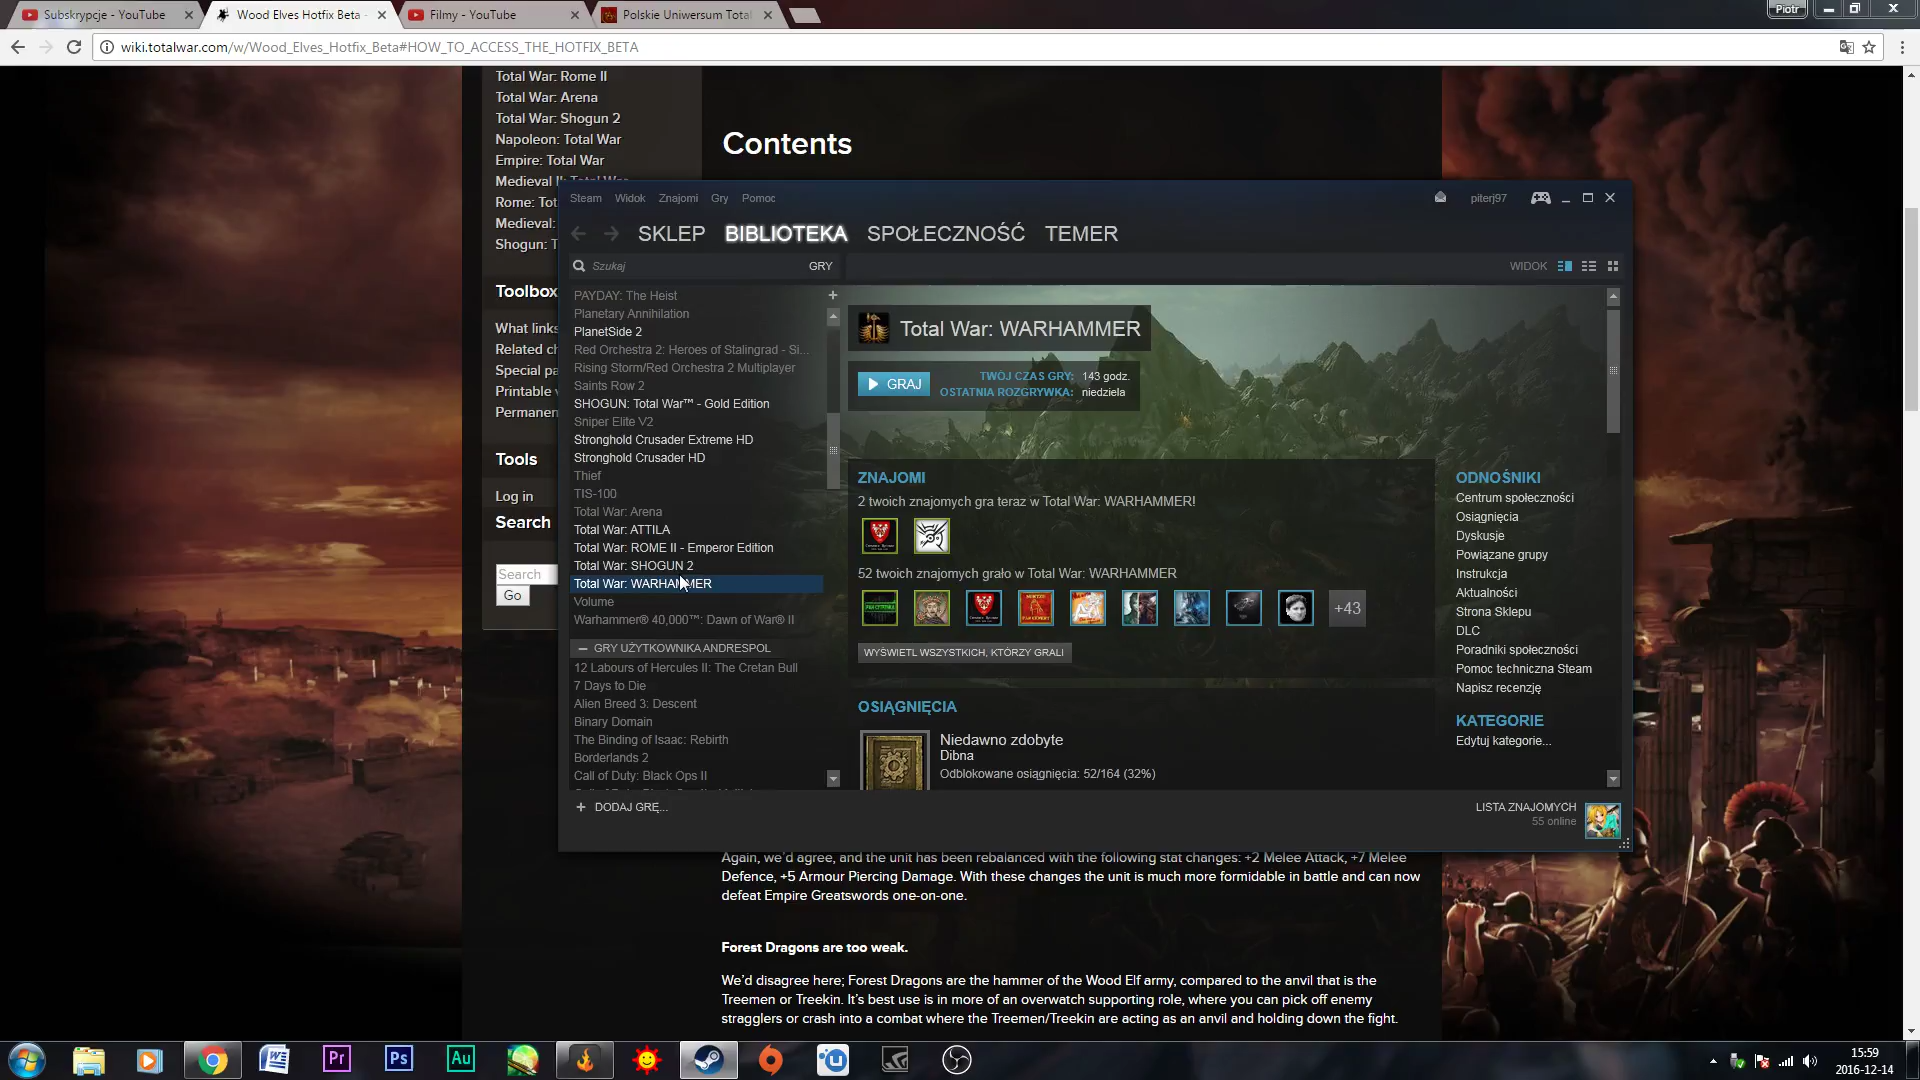 Subskrypcje - YouTube
Wood Elves Hotfix Beta -
Filmy - YouTube
Polskie Uniwersum Total
Piotr
wiki.totalwar.com/w/Wood_Elves_Hotfix_Beta#HOW_TO_ACCESS_THE_HOTFIX_BETA
Total War: Rome II
Total War: Arena
Total War: Shogun 2
Napoleon: Total War
Empire: Total War
Medieval II: Total War
Rome: Tot
Medieval:
Shogun: T
Toolbox
What links
Related ch
Special pa
Printable v
Permanen
Tools
Log in
Search
Search
Go
Contents
Steam Widok Znajomi Gry Pomoc
piterj97
SKLEP BIBLIOTEKA SPOŁECZNOŚĆ TEMER
Szukaj
GRY
WIDOK
PAYDAY: The Heist
Planetary Annihilation
PlanetSide 2
Red Orchestra 2: Heroes of Stalingrad - Si...
Rising Storm/Red Orchestra 2 Multiplayer
Saints Row 2
SHOGUN: Total War™ - Gold Edition
Sniper Elite V2
Stronghold Crusader Extreme HD
Stronghold Crusader HD
Thief
TIS-100
Total War: Arena
Total War: ATTILA
Total War: ROME II - Emperor Edition
Total War: SHOGUN 2
Total War: WARHAMMER
Volume
Warhammer® 40,000™: Dawn of War® II
— GRY UŻYTKOWNIKA ANDRESPOL
12 Labours of Hercules II: The Cretan Bull
7 Days to Die
Alien Breed 3: Descent
Binary Domain
The Binding of Isaac: Rebirth
Borderlands 2
Call of Duty: Black Ops II
+ DODAJ GRĘ...
Total War: WARHAMMER
GRAJ
TWÓJ CZAS GRY: 143 godz.
OSTATNIA ROZGRYWKA: niedziela
ZNAJOMI
2 twoich znajomych gra teraz w Total War: WARHAMMER!
52 twoich znajomych grało w Total War: WARHAMMER
+43
WYŚWIETL WSZYSTKICH, KTÓRZY GRALI
OSIĄGNIĘCIA
Niedawno zdobyte
Dibna
Odblokowane osiągnięcia: 52/164 (32%)
ODNOŚNIKI
Centrum społeczności
Osiągnięcia
Dyskusje
Powiązane grupy
Instrukcja
Aktualności
Strona Sklepu
DLC
Poradniki społeczności
Pomoc techniczna Steam
Napisz recenzję
KATEGORIE
Edytuj kategorie...
LISTA ZNAJOMYCH
55 online
Again, we'd agree, and the unit has been rebalanced with the following stat changes: +2 Melee Attack, +7 Melee
Defence, +5 Armour Piercing Damage. With these changes the unit is much more formidable in battle and can now
defeat Empire Greatswords one-on-one.
Forest Dragons are too weak.
We'd disagree here; Forest Dragons are the hammer of the Wood Elf army, compared to the anvil that is the
Treemen or Treekin. It's best use is in more of an overwatch supporting role, where you can pick off enemy
stragglers or crash into a combat where the Treemen/Treekin are acting as an anvil and holding down the fight.
Pr
Ps
Au
15:59
2016-12-14